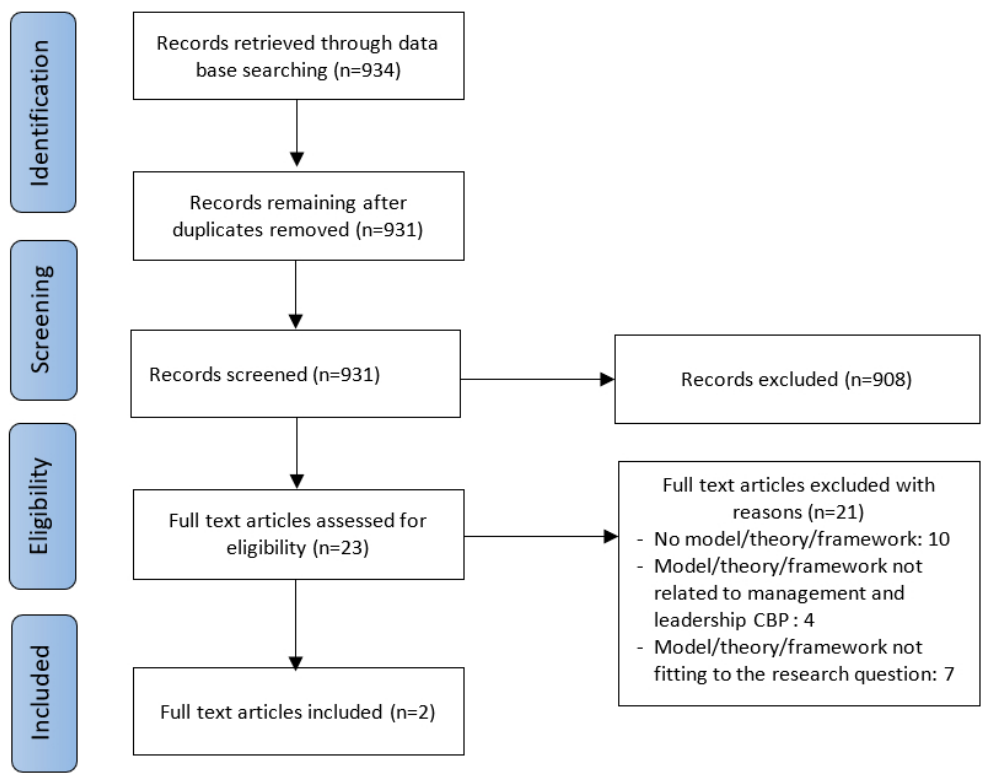 Identification
Records retrieved through data
base searching (n=934)
Records remaining after
duplicates removed (n=931)
Screening
Records screened (n=931)
Records excluded (n=908)
Eligibility
Full text articles assessed for
eligibility (n=23)
Full text articles excluded with
reasons (n=21)
- No model/theory/framework: 10
- Model/theory/framework not
related to management and
leadership CBP : 4
- Model/theory/framework not
fitting to the research question: 7
Included
Full text articles included (n=2)